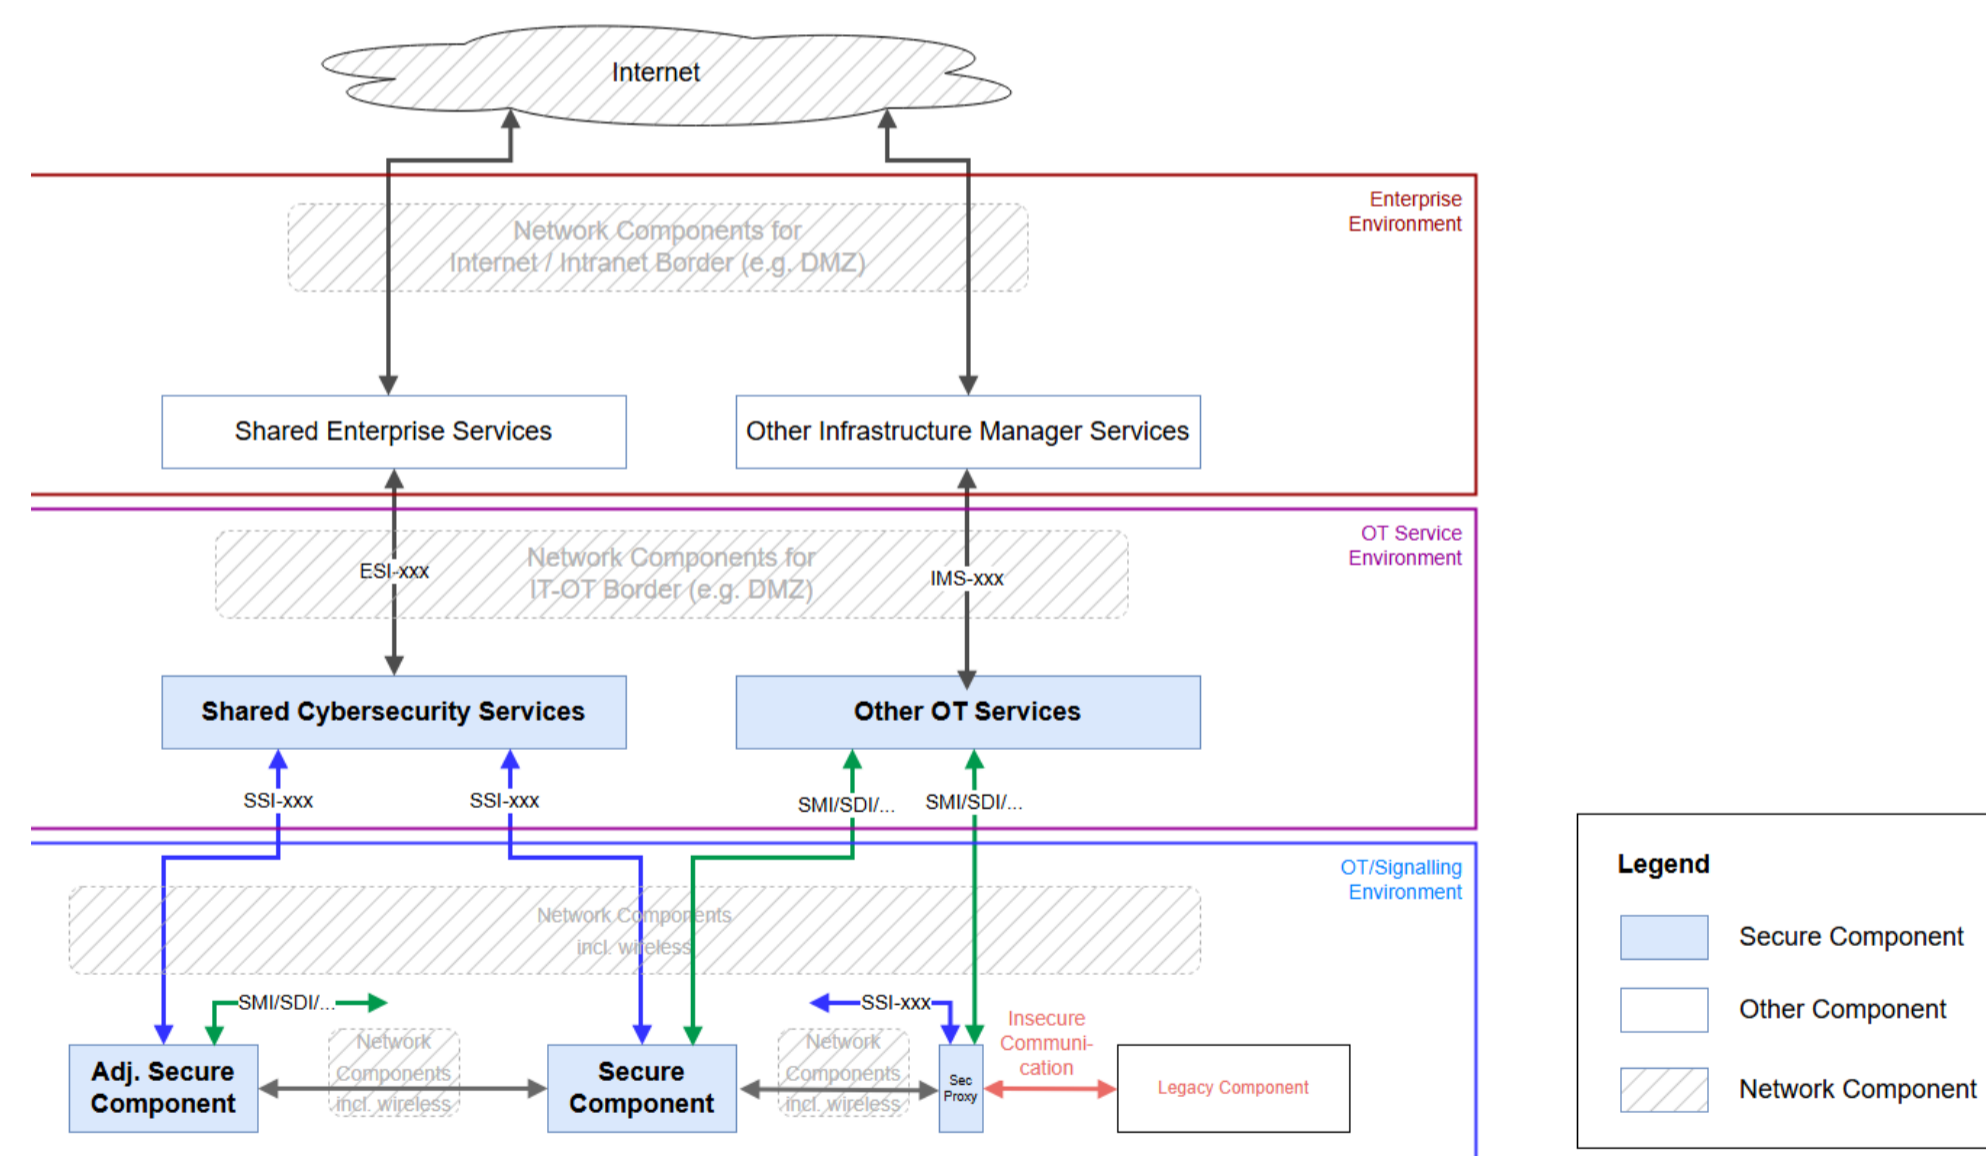 Internet
Enterprise
Environment
Network Components for
Internet / Intranet Border (e.g. DMZ)
Shared Enterprise Services
Other Infrastructure Manager Services
OT Service
Environment
Network Components for
IT-OT Border (e.g. DMZ)
ESI-xxx
IMS-xxx
Shared Cybersecurity Services
Other OT Services
SSI-xxx
SSI-xxx
SMI/SDI/...
SMI/SDI/...
OT/Signalling
Environment
Network Components
incl. wireless
SMI/SDI/...
SSI-xxx
Adj. Secure
Component
Network
Components
incl. wireless
Secure
Component
Network
Components
incl. wireless
Sec
Proxy
Insecure
Communi-
cation
Legacy Component
Legend
Secure Component
Other Component
Network Component